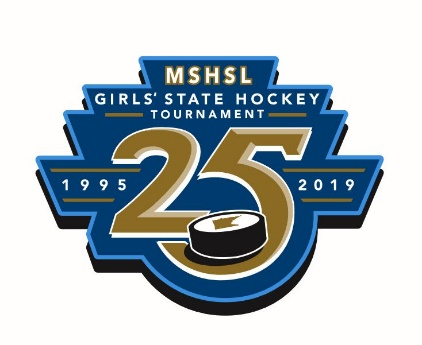 MSHSL
GIRLS' STATE HOCKEY
TOURNAMENT
25
1995
2019